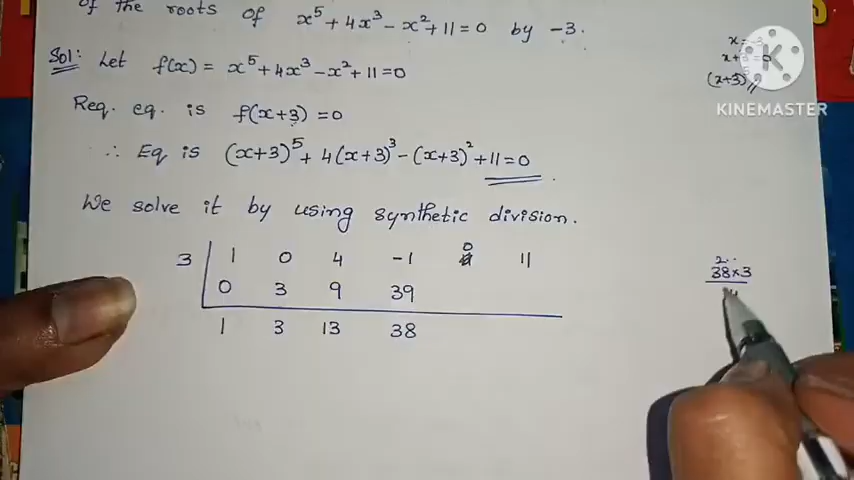 of the roots of x⁵+4x³-x²+11=0 by -3.
Sol: Let f(x) = x⁵+4x³-x²+11=0
Req. eq. is f(x+3)=0
∴ Eq is (x+3)⁵+4(x+3)³-(x+3)²+11=0
We solve it by using synthetic division.
3 | 1 0 4 -1 0 11
0 3 9 39
1 3 13 38
x=-3
(x+3)
KINEMASTER
2
38×3